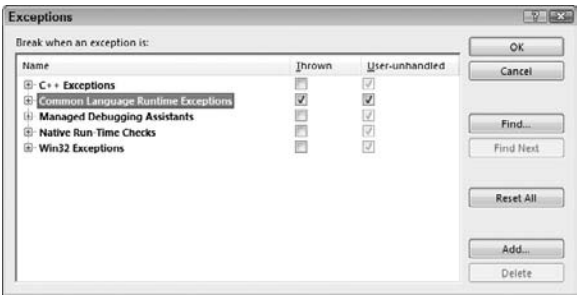 Exceptions
Break when an exception is:
Name Thrown User-unhandled
C++ Exceptions
Common Language Runtime Exceptions
Managed Debugging Assistants
Native Run-Time Checks
Win32 Exceptions
OK
Cancel
Find...
Find Next
Reset All
Add...
Delete